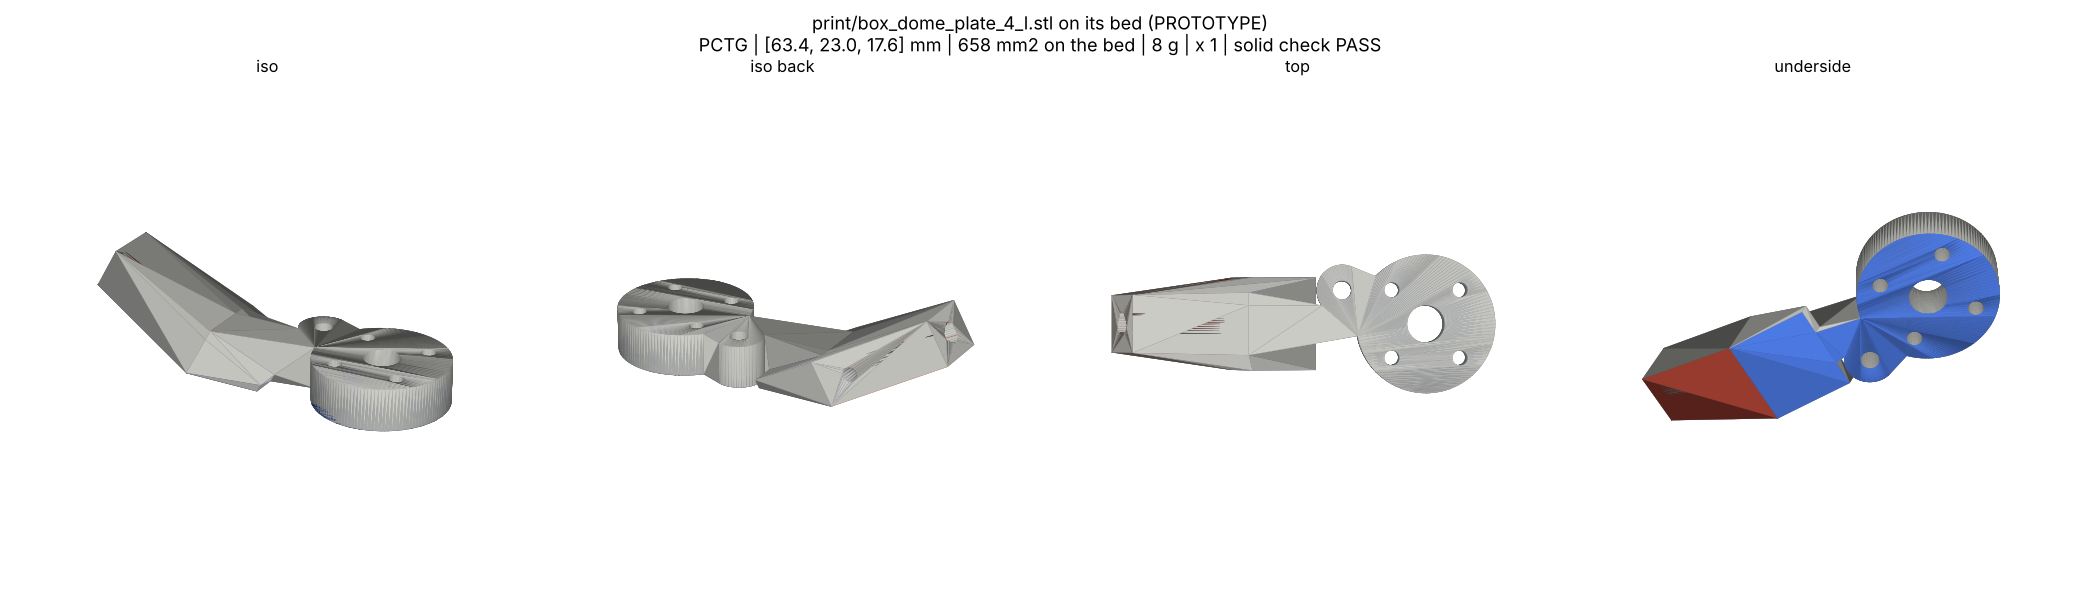 print/box_dome_plate_4_l.stl on its bed (PROTOTYPE)
PCTG | [63.4, 23.0, 17.6] mm | 658 mm2 on the bed | 8 g | x 1 | solid check PASS
iso
iso back
top
underside